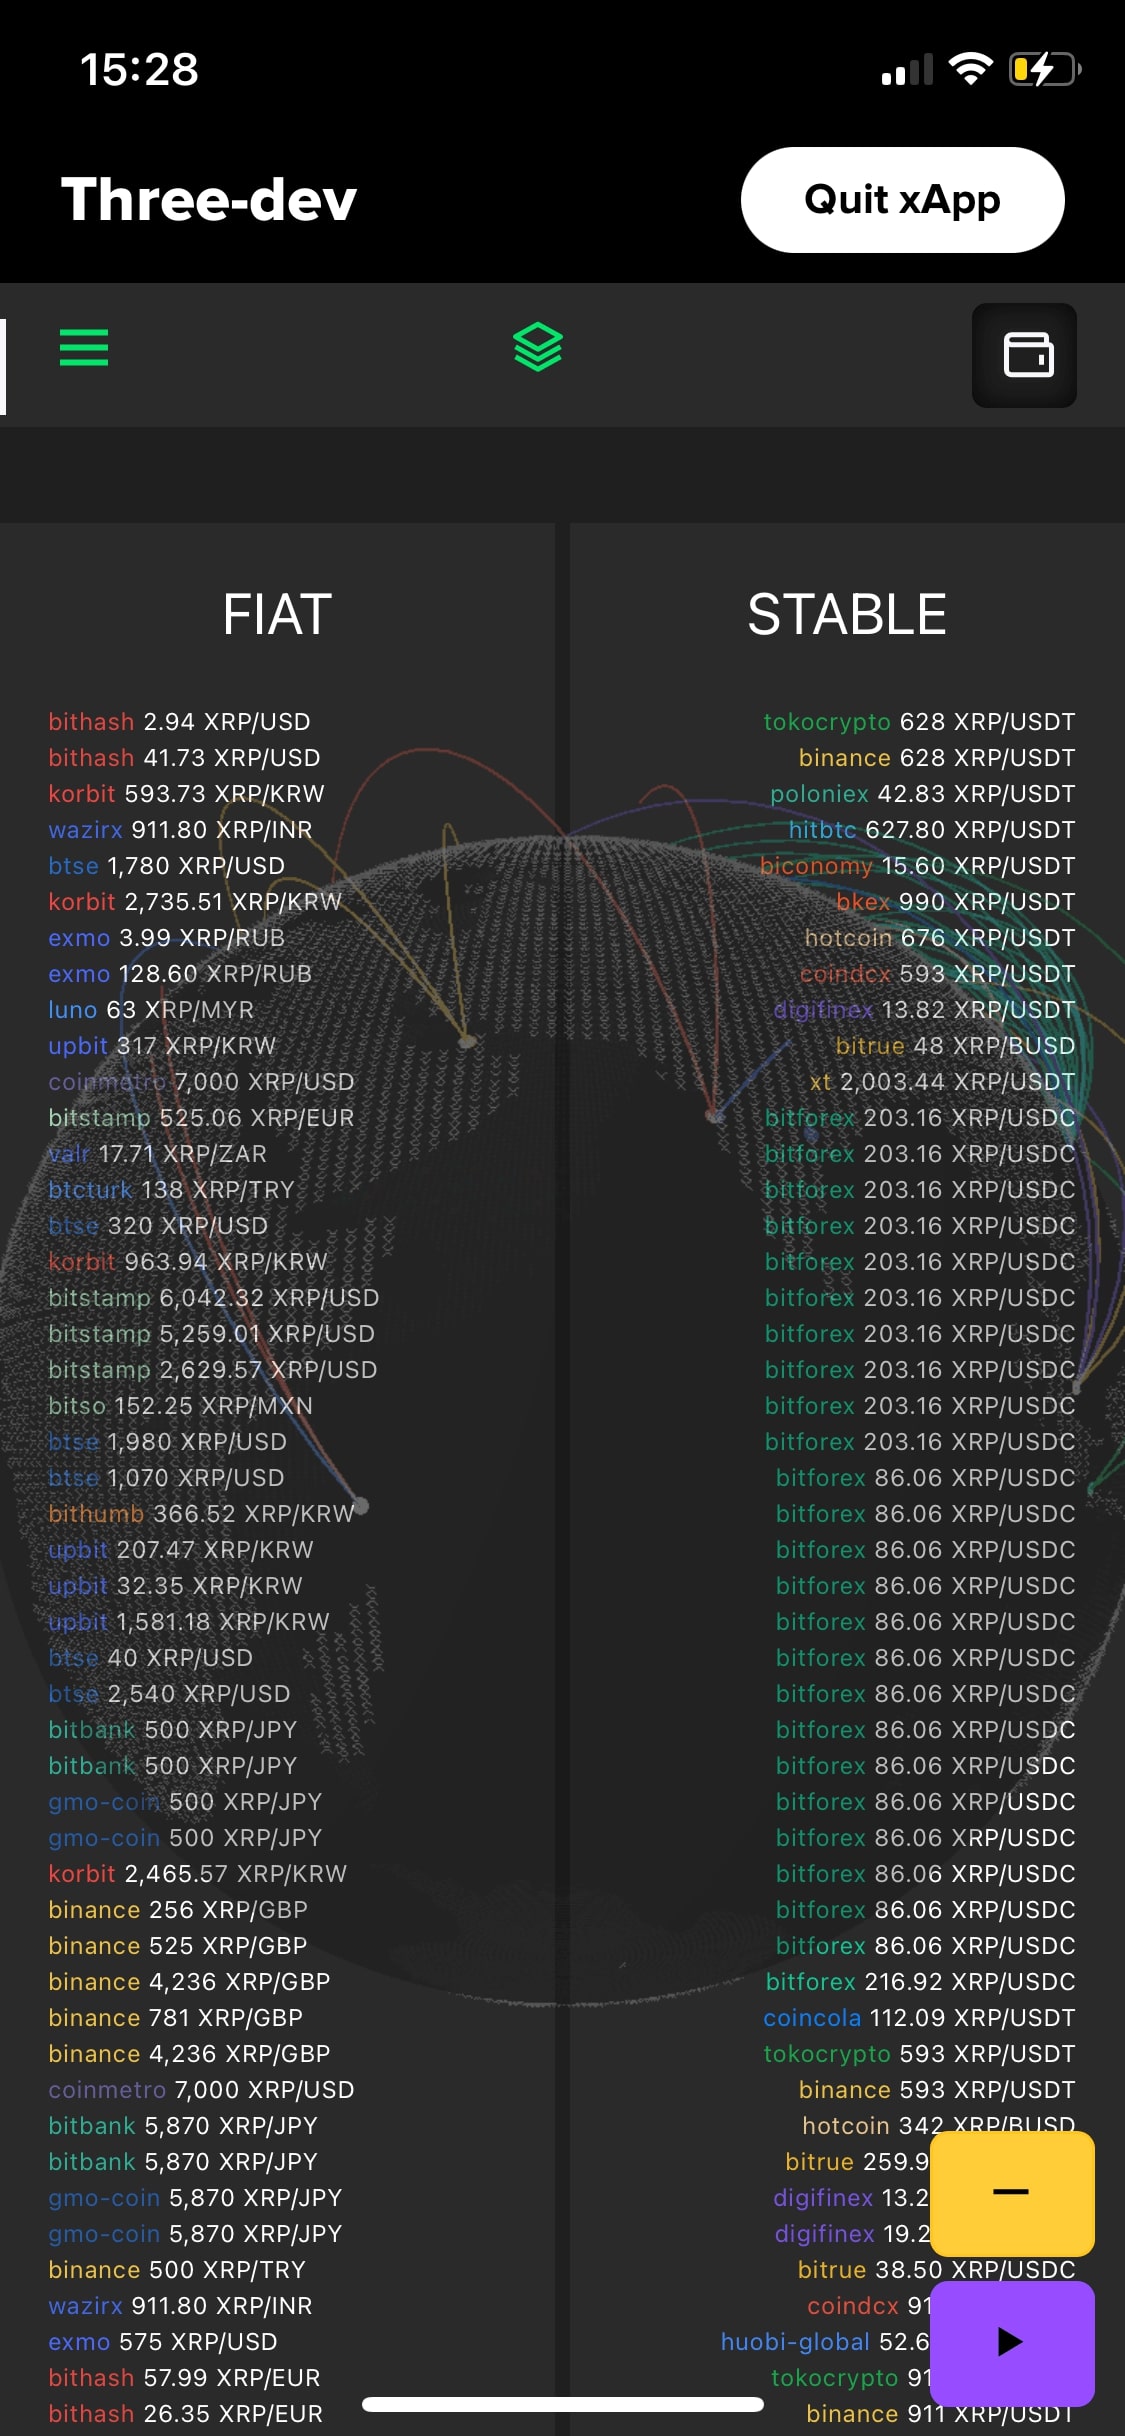 15:28
Three-dev
Quit xApp
FIAT
bithash 2.94 XRP/USD
bithash 41.73 XRP/USD
korbit 593.73 XRP/KRW
wazirx 911.80 XRP/INR
btse 1,780 XRP/USD
korbit 2,735.51 XRP/KRW
exmo 3.99 XRP/RUB
exmo 128.60 XRP/RUB
luno 63 XRP/MYR
upbit 317 XRP/KRW
coinmetro 7,000 XRP/USD
bitstamp 525.06 XRP/EUR
valr 17.71 XRP/ZAR
btcturk 138 XRP/TRY
btse 320 XRP/USD
korbit 963.94 XRP/KRW
bitstamp 6,042.32 XRP/USD
bitstamp 5,259.01 XRP/USD
bitstamp 2,629.57 XRP/USD
bitso 152.25 XRP/MXN
btse 1,980 XRP/USD
btse 1,070 XRP/USD
bithumb 366.52 XRP/KRW
upbit 207.47 XRP/KRW
upbit 32.35 XRP/KRW
upbit 1,581.18 XRP/KRW
btse 40 XRP/USD
btse 2,540 XRP/USD
bitbank 500 XRP/JPY
bitbank 500 XRP/JPY
gmo-coin 500 XRP/JPY
gmo-coin 500 XRP/JPY
korbit 2,465.57 XRP/KRW
binance 256 XRP/GBP
binance 525 XRP/GBP
binance 4,236 XRP/GBP
binance 781 XRP/GBP
binance 4,236 XRP/GBP
coinmetro 7,000 XRP/USD
bitbank 5,870 XRP/JPY
bitbank 5,870 XRP/JPY
gmo-coin 5,870 XRP/JPY
gmo-coin 5,870 XRP/JPY
binance 500 XRP/TRY
wazirx 911.80 XRP/INR
exmo 575 XRP/USD
bithash 57.99 XRP/EUR
bithash 26.35 XRP/EUR
STABLE
tokocrypto 628 XRP/USDT
binance 628 XRP/USDT
poloniex 42.83 XRP/USDT
hitbtc 627.80 XRP/USDT
biconomy 15.60 XRP/USDT
bkex 990 XRP/USDT
hotcoin 676 XRP/USDT
coindcx 593 XRP/USDT
digifinex 13.82 XRP/USDT
bitrue 48 XRP/BUSD
xt 2,003.44 XRP/USDT
bitforex 203.16 XRP/USDC
bitforex 203.16 XRP/USDC
bitforex 203.16 XRP/USDC
bitforex 203.16 XRP/USDC
bitforex 203.16 XRP/USDC
bitforex 203.16 XRP/USDC
bitforex 203.16 XRP/USDC
bitforex 203.16 XRP/USDC
bitforex 203.16 XRP/USDC
bitforex 203.16 XRP/USDC
bitforex 86.06 XRP/USDC
bitforex 86.06 XRP/USDC
bitforex 86.06 XRP/USDC
bitforex 86.06 XRP/USDC
bitforex 86.06 XRP/USDC
bitforex 86.06 XRP/USDC
bitforex 86.06 XRP/USDC
bitforex 86.06 XRP/USDC
bitforex 86.06 XRP/USDC
bitforex 86.06 XRP/USDC
bitforex 86.06 XRP/USDC
bitforex 86.06 XRP/USDC
bitforex 86.06 XRP/USDC
bitforex 86.06 XRP/USDC
bitforex 216.92 XRP/USDC
coincola 112.09 XRP/USDT
tokocrypto 593 XRP/USDT
binance 593 XRP/USDT
hotcoin 342 XRP/BUSD
bitrue 259.9
digifinex 13.2
digifinex 19.2
bitrue 38.50 XRP/USDC
coindcx 91
huobi-global 52.6
tokocrypto 91
binance 911 XRP/USDT